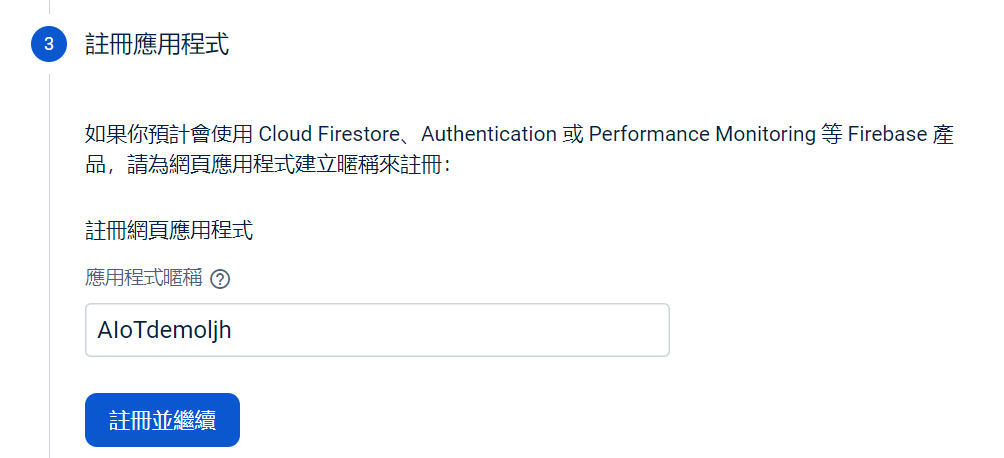 3 註冊應用程式
如果你預計會使用 Cloud Firestore、Authentication 或 Performance Monitoring 等 Firebase 產
品，請為網頁應用程式建立暱稱來註冊：
註冊網頁應用程式
應用程式暱稱 ?
AIoTdemoljh
註冊並繼續